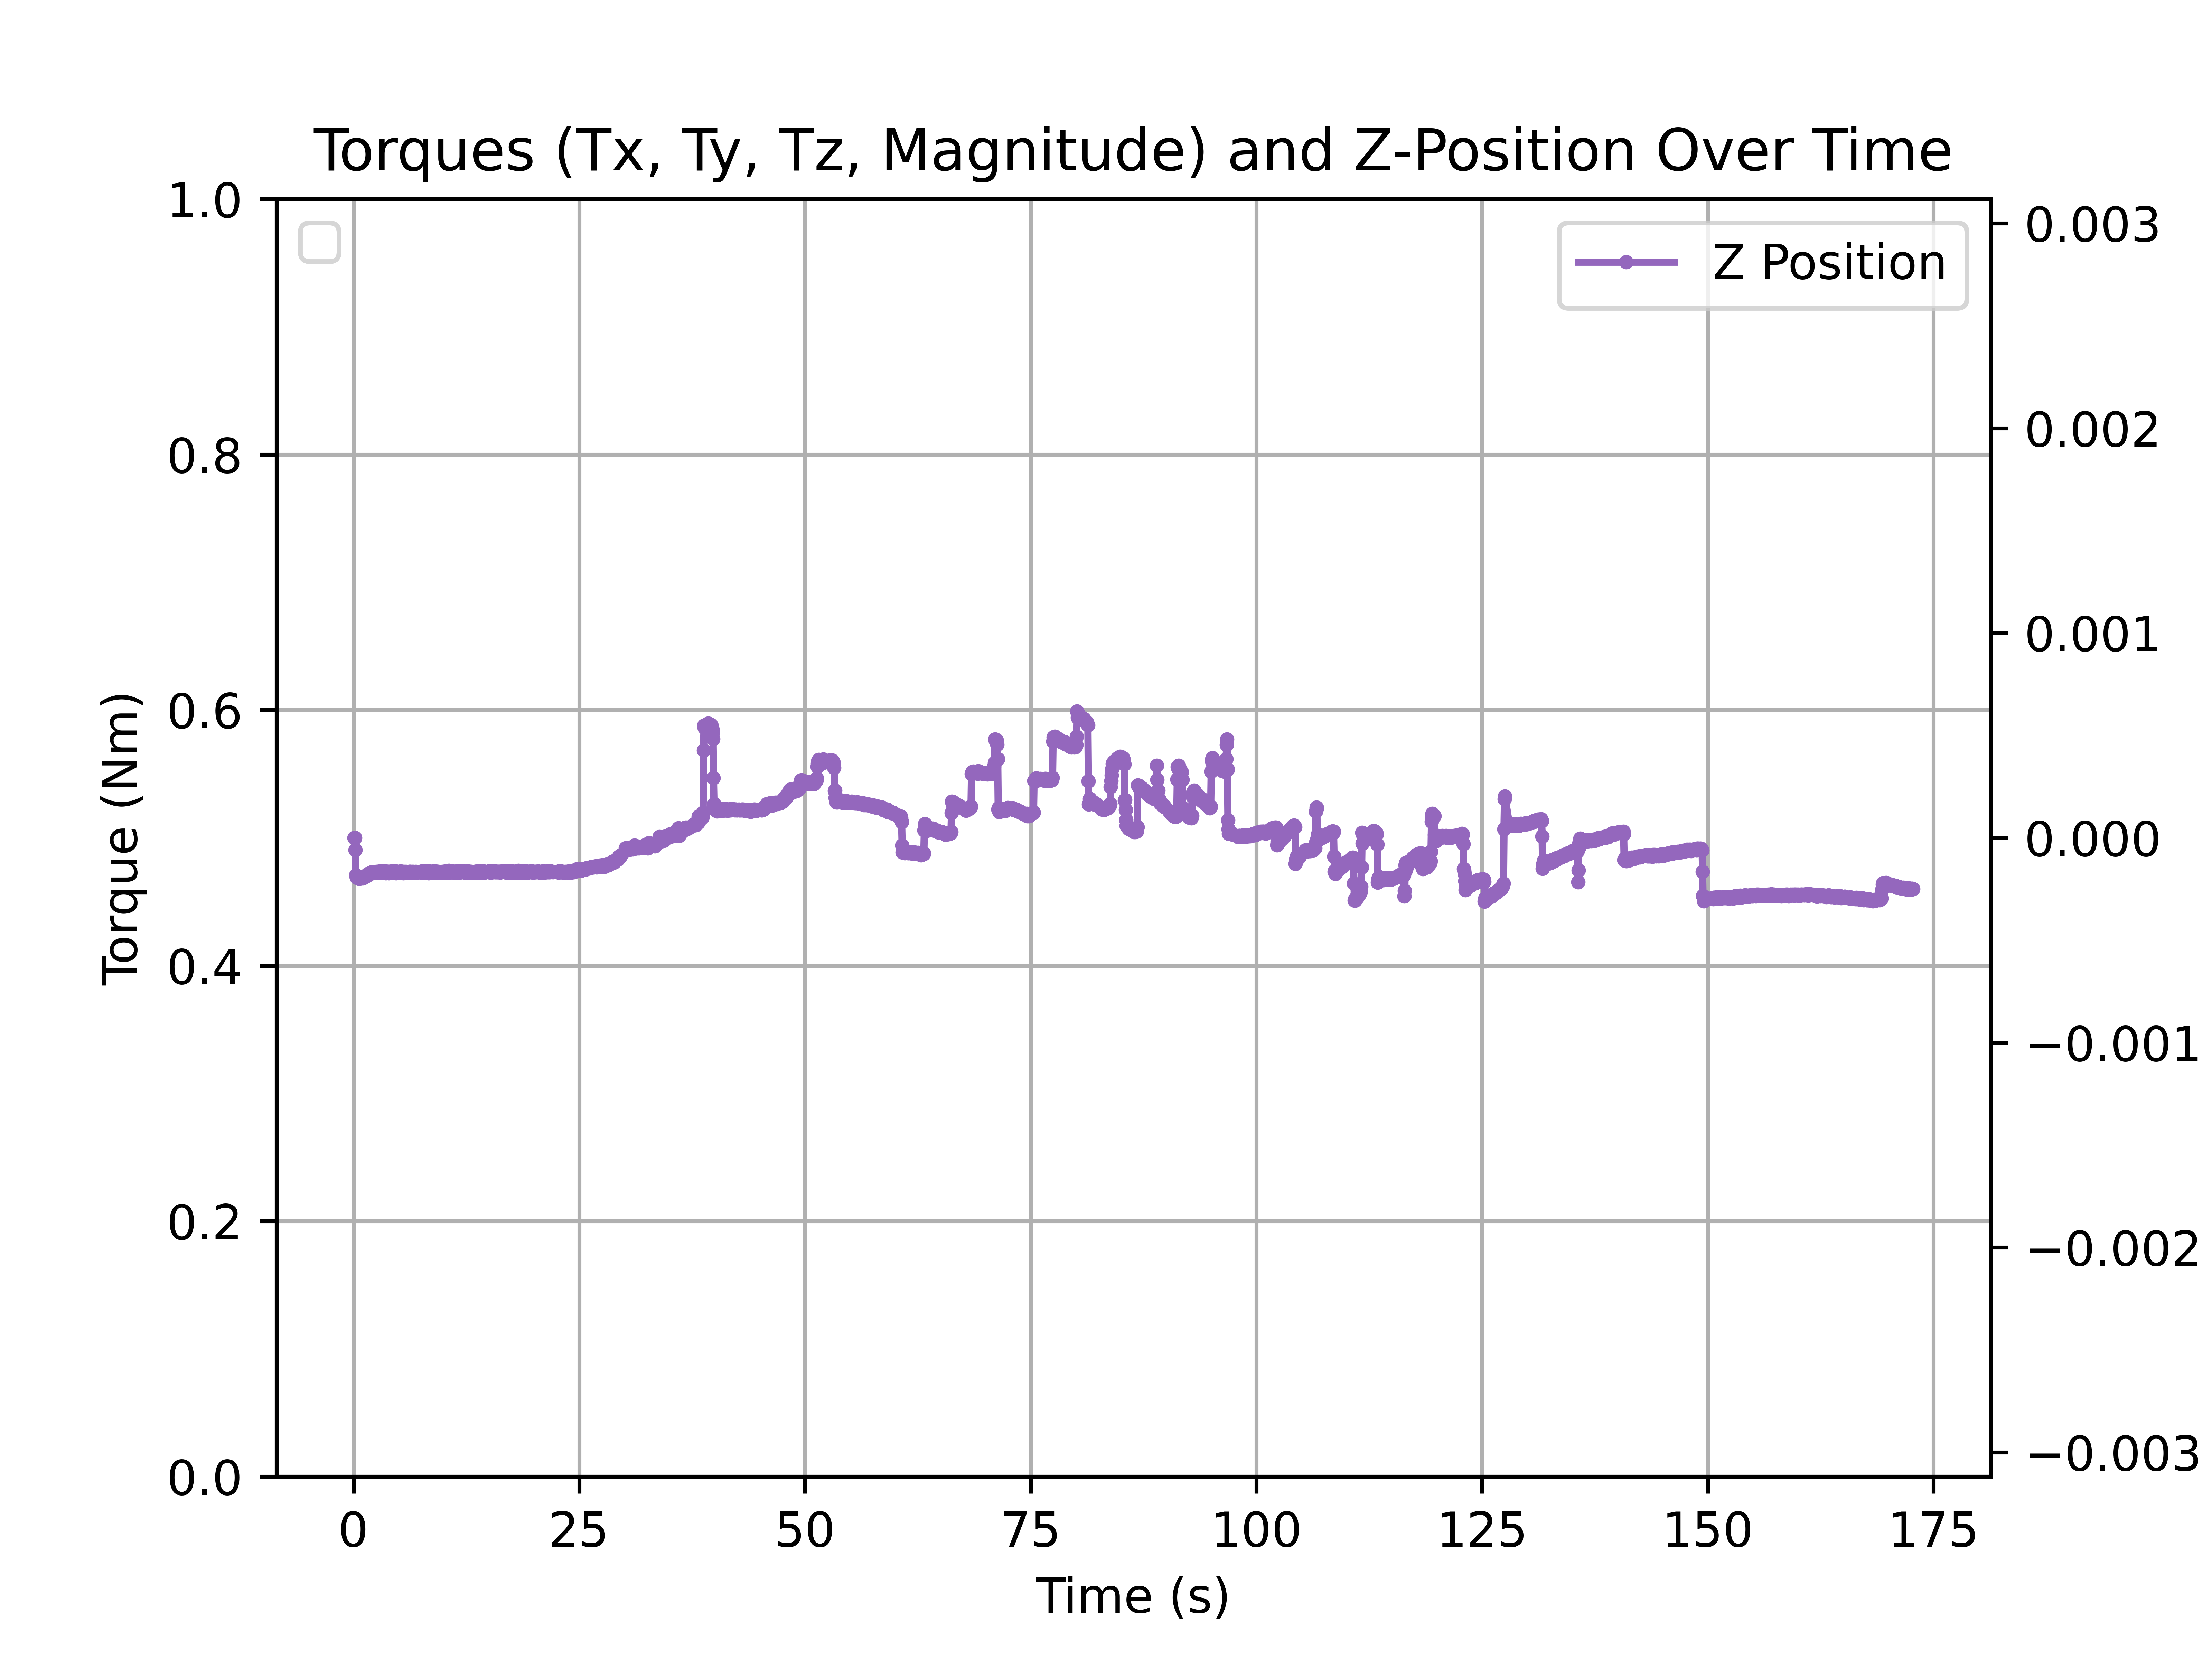 Torques (Tx, Ty, Tz, Magnitude) and Z-Position Over Time
Z Position
1.0
0.8
0.6
0.4
0.2
0.0
Torque (Nm)
0.003
0.002
0.001
0.000
−0.001
−0.002
−0.003
0 25 50 75 100 125 150 175
Time (s)